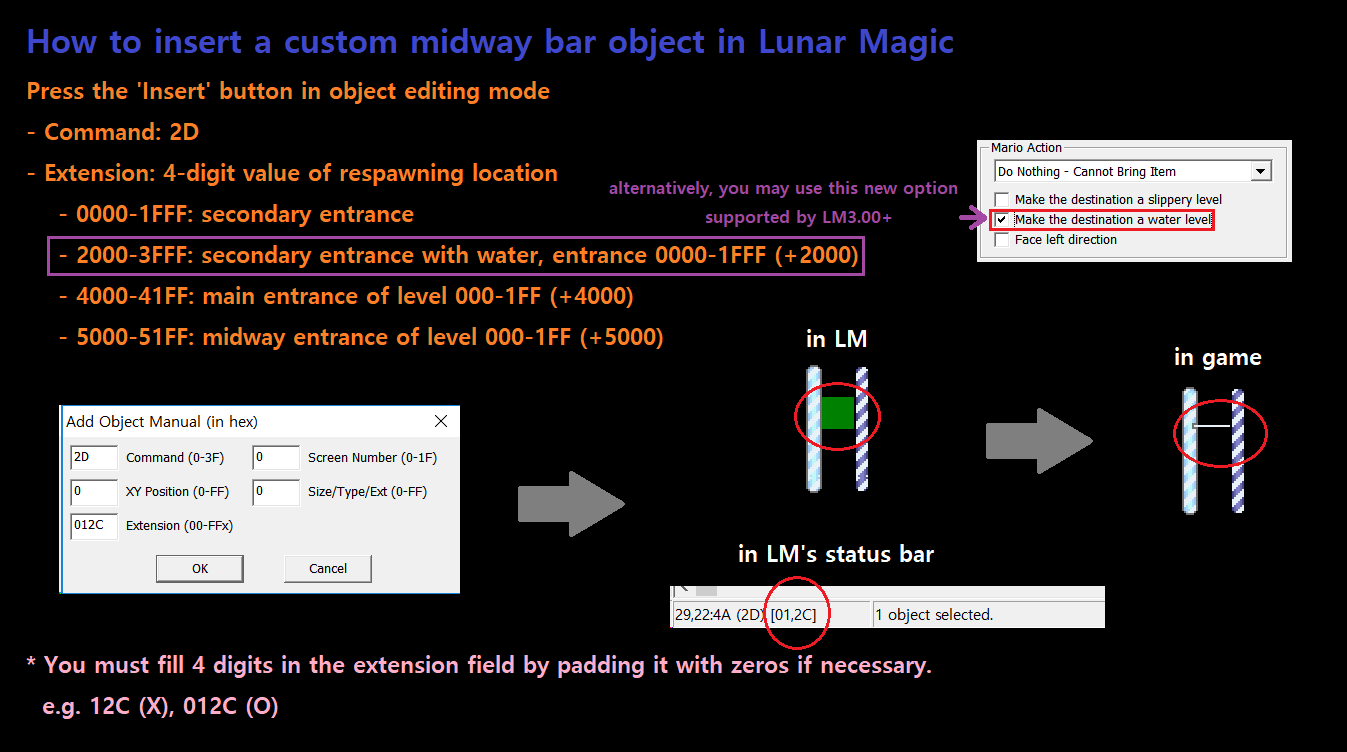 How to insert a custom midway bar object in Lunar Magic
Press the 'Insert' button in object editing mode
- Command: 2D
- Extension: 4-digit value of respawning location
- 0000-1FFF: secondary entrance
- 2000-3FFF: secondary entrance with water, entrance 0000-1FFF (+2000)
- 4000-41FF: main entrance of level 000-1FF (+4000)
- 5000-51FF: midway entrance of level 000-1FF (+5000)
alternatively, you may use this new option
supported by LM3.00+
Mario Action
Do Nothing - Cannot Bring Item
Make the destination a slippery level
Make the destination a water level
Face left direction
Add Object Manual (in hex)
2D Command (0-3F) 0 Screen Number (0-1F)
0 XY Position (0-FF) 0 Size/Type/Ext (0-FF)
012C Extension (00-FFx)
OK Cancel
in LM
in game
in LM's status bar
29,22:4A (2D) [01,2C] 1 object selected.
* You must fill 4 digits in the extension field by padding it with zeros if necessary.
e.g. 12C (X), 012C (O)